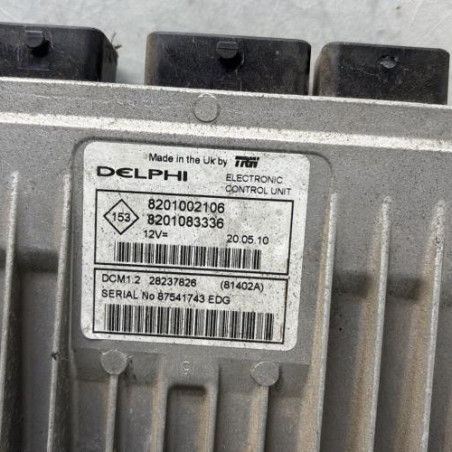 Made in the Uk by TRW
DELPHI ELECTRONIC
CONTROL UNIT
153
8201002106
8201083336
12V= 20.05.10
DCM1.2 28237826 (81402A)
SERIAL No 87541743 EDG